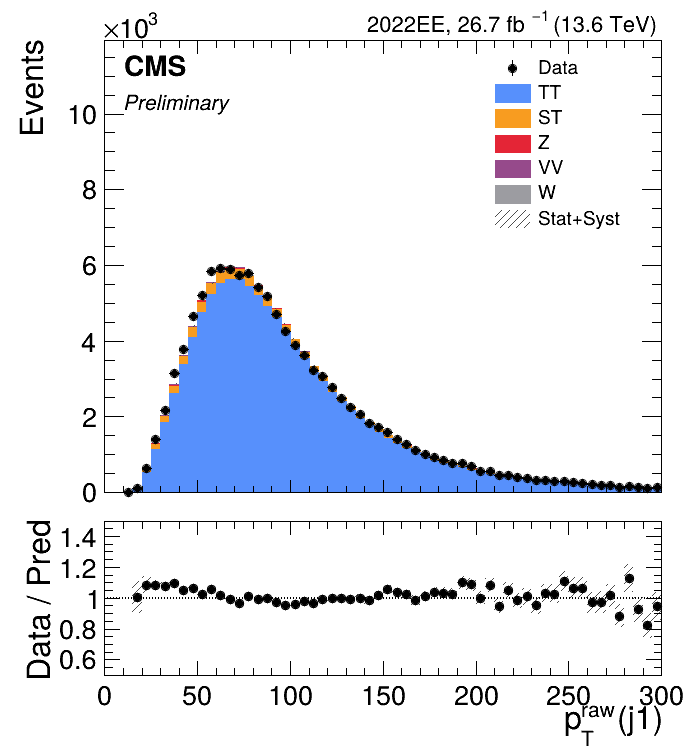 ×10³
2022EE, 26.7 fb⁻¹ (13.6 TeV)
CMS
Preliminary
Events
Data
TT
ST
Z
VV
W
Stat+Syst
10
8
6
4
2
0
Data / Pred
1.4
1.2
1
0.8
0.6
0 50 100 150 200 250 300
p_T^raw(j1)